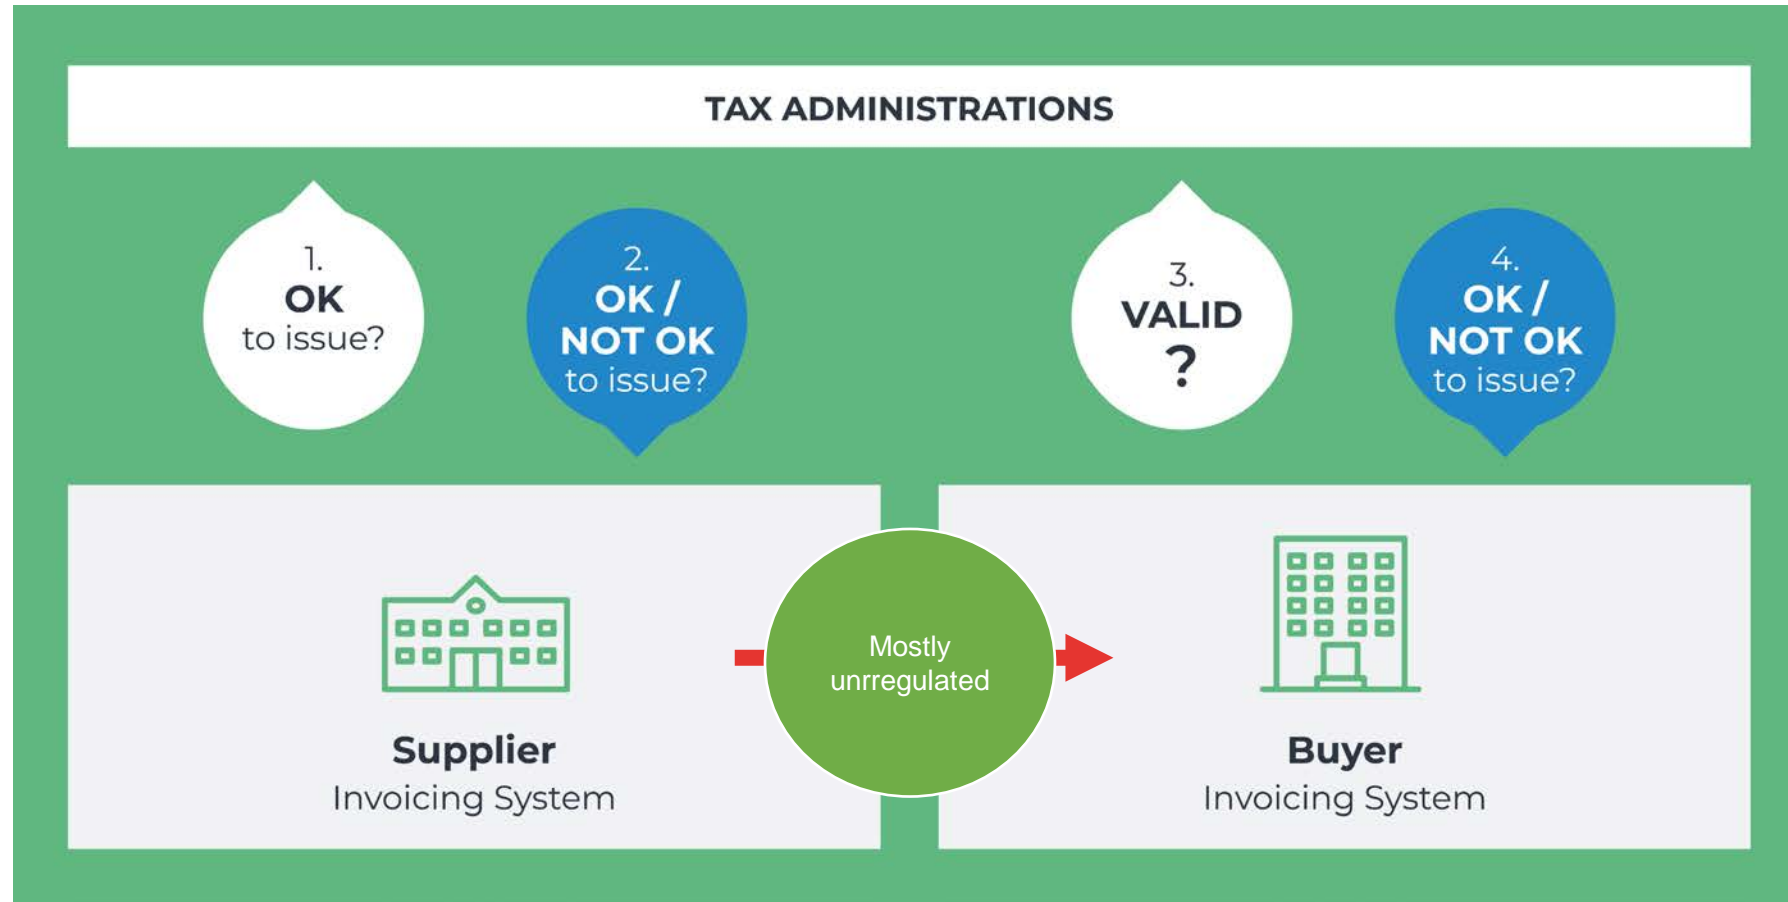 TAX ADMINISTRATIONS
1.
OK
to issue?
2.
OK /
NOT OK
to issue?
3.
VALID
?
4.
OK /
NOT OK
to issue?
Mostly
unrregulated
Supplier
Invoicing System
Buyer
Invoicing System